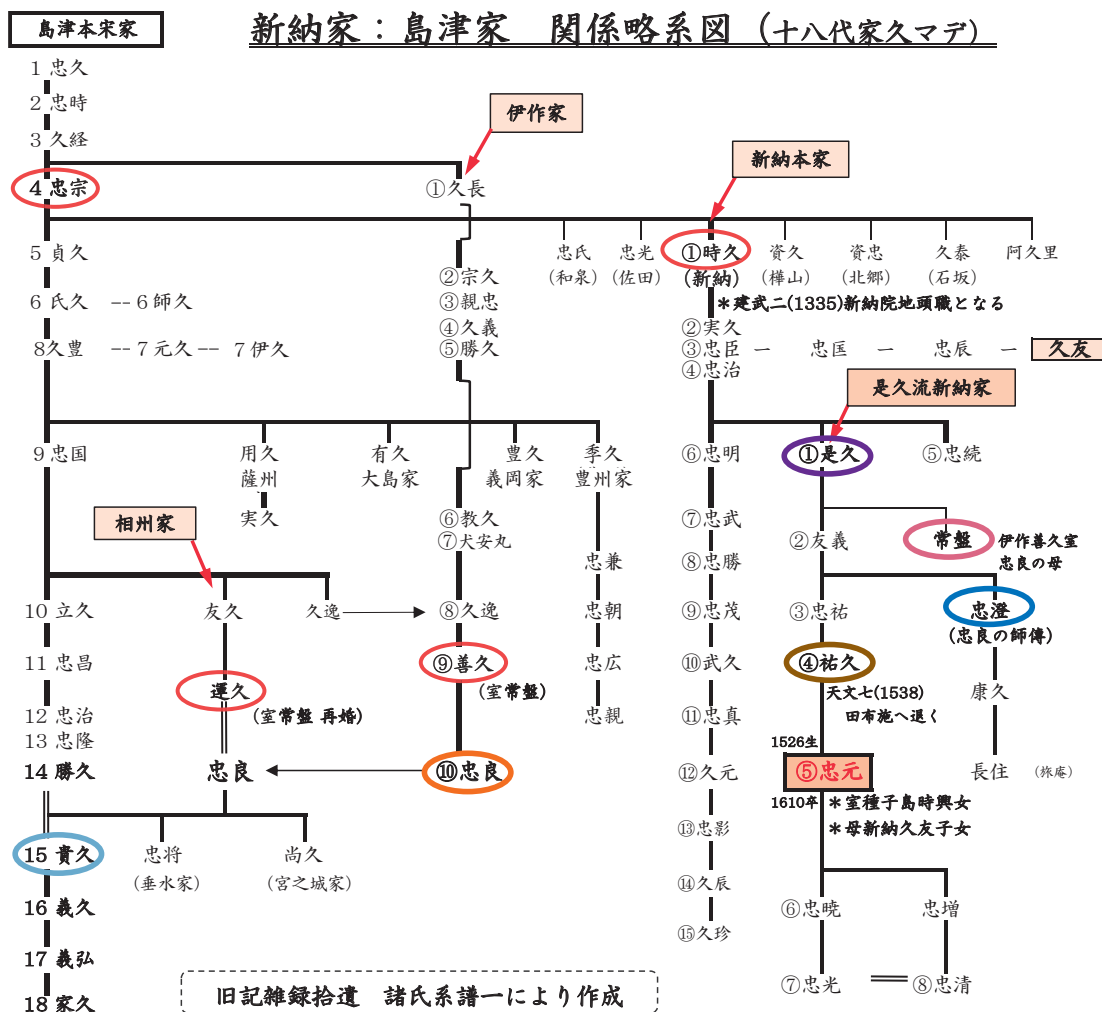 島津本宗家
新納家：島津家　関係略系図（十八代家久マデ）
1 忠久
2 忠時
伊作家
3 久経
新納本家
4 忠宗
①久長
5 貞久
忠氏
忠光
①時久
資久
資忠
久泰
阿久里
(和泉)
(佐田)
(新納)
(樺山)
(北郷)
(石坂)
②宗久
6 氏久 --6師久
③親忠
＊建武二(1335)新納院地頭職となる
④久義
②実久
8久豊 --7元久-- 7伊久
⑤勝久
③忠臣 － 忠匡 － 忠辰 － 久友
④忠治
是久流新納家
9 忠国
用久
有久
豊久
季久
⑥忠明
①是久
⑤忠続
薩州
大島家
義岡家
豊州家
実久
⑥教久
⑦忠武
相州家
⑦犬安丸
②友義
常盤
伊作善久室
忠良の母
忠兼
⑧忠勝
10 立久
友久
久逸
⑧久逸
忠朝
⑨忠茂
③忠祐
忠澄
(忠良の師傳)
11 忠昌
⑨善久
忠広
⑩武久
④祐久
運久
(室常盤)
康久
天文七(1538)
田布施へ退く
12 忠治
(室常盤 再婚)
忠親
⑪忠真
13 忠隆
1526生
14 勝久
忠良
⑩忠良
⑫久元
⑤忠元
長住
(旅庵)
1610卒
＊室種子島時興女
⑬忠影
＊母新納久友子女
15 貴久
忠将
尚久
(垂水家)
(宮之城家)
⑭久辰
16 義久
⑥忠暁
忠増
⑮久珍
17 義弘
⑦忠光
⑧忠清
旧記雑録拾遺　諸氏系譜一により作成
18 家久